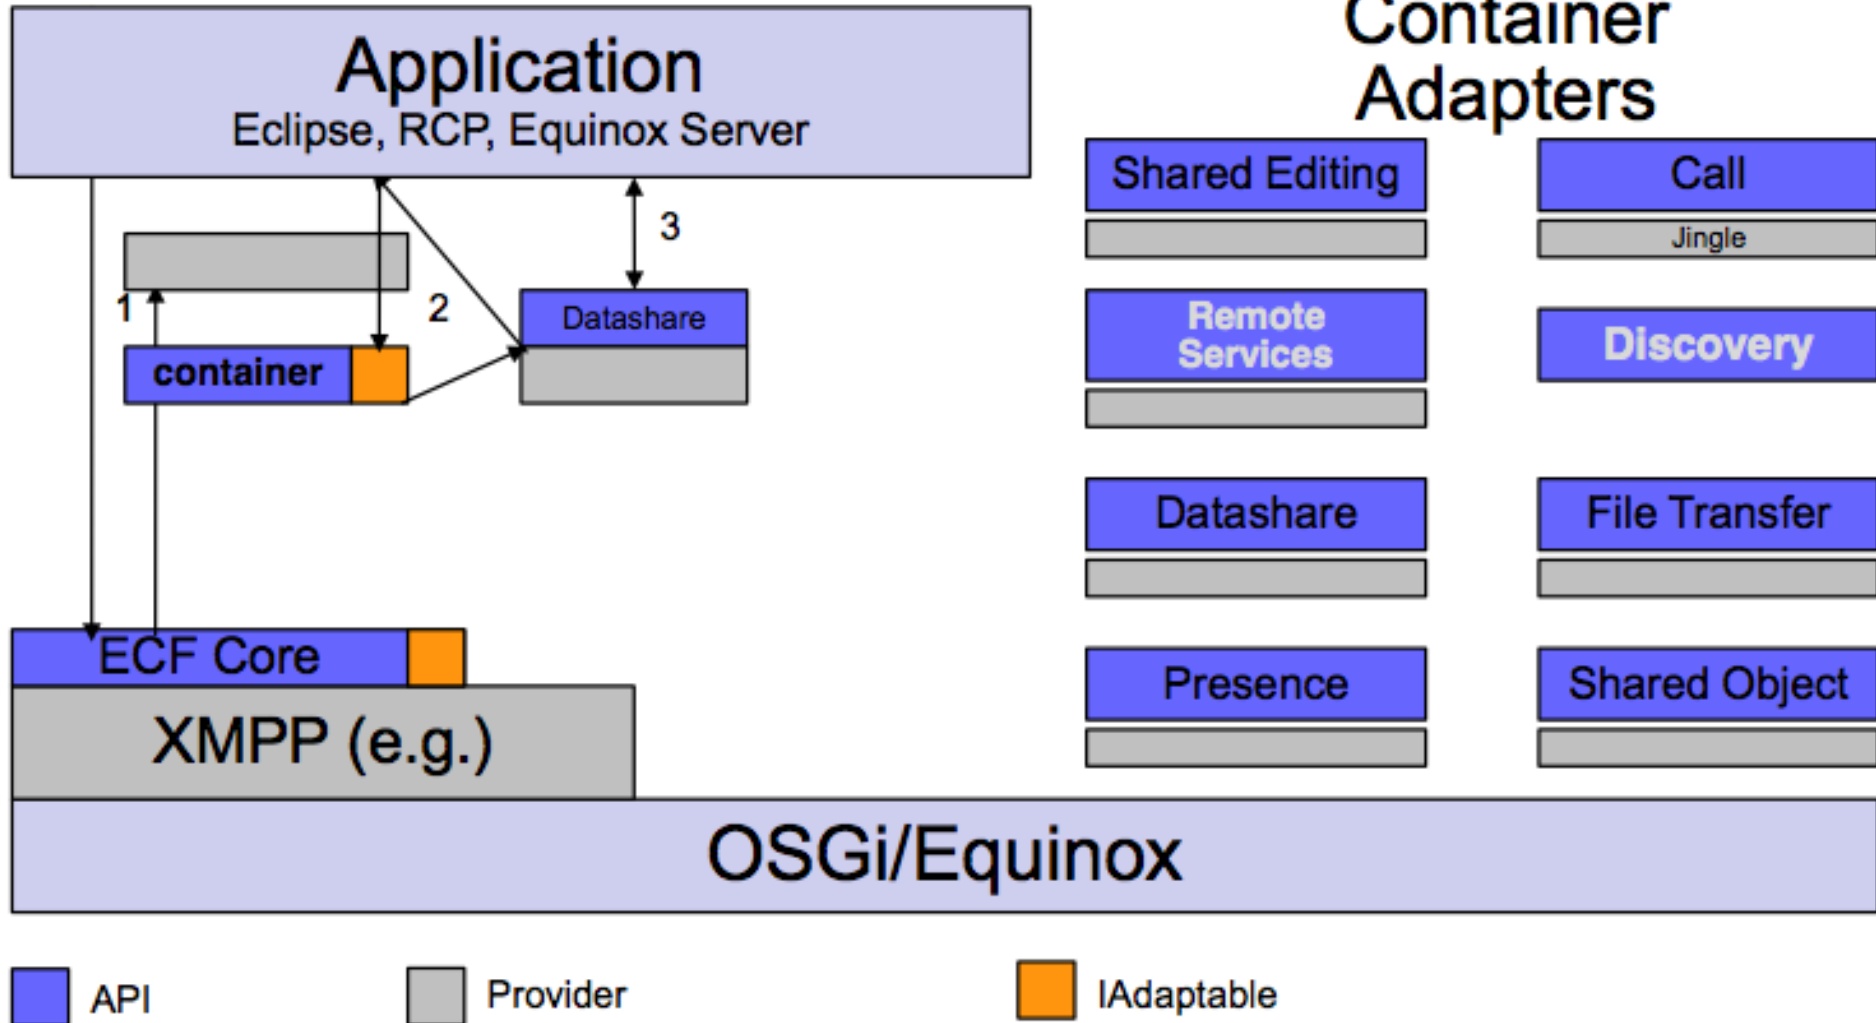 Application
Eclipse, RCP, Equinox Server
1
2
3
container
Datashare
ECF Core
XMPP (e.g.)
Container
Adapters
Shared Editing
Call
Jingle
Remote
Services
Discovery
Datashare
File Transfer
Presence
Shared Object
OSGi/Equinox
API
Provider
IAdaptable